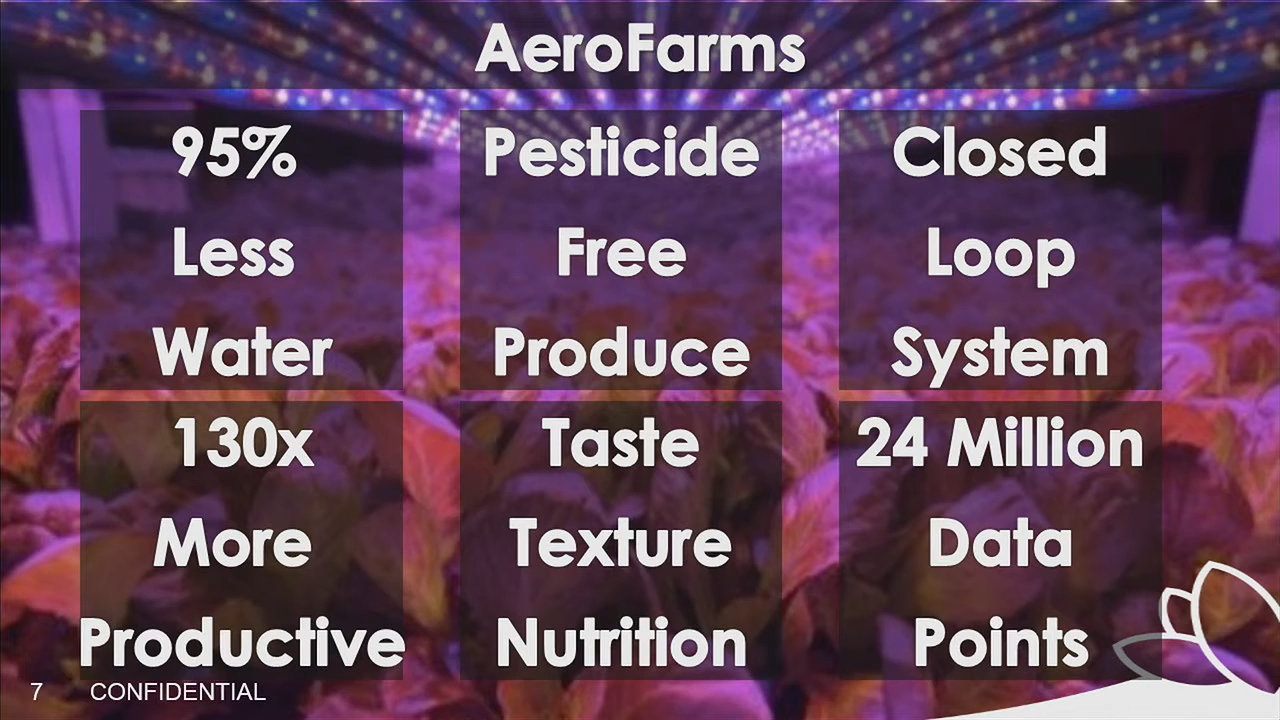 AeroFarms
95%
Less
Water
Pesticide
Free
Produce
Closed
Loop
System
130x
More
Productive
Taste
Texture
Nutrition
24 Million
Data
Points
7 CONFIDENTIAL